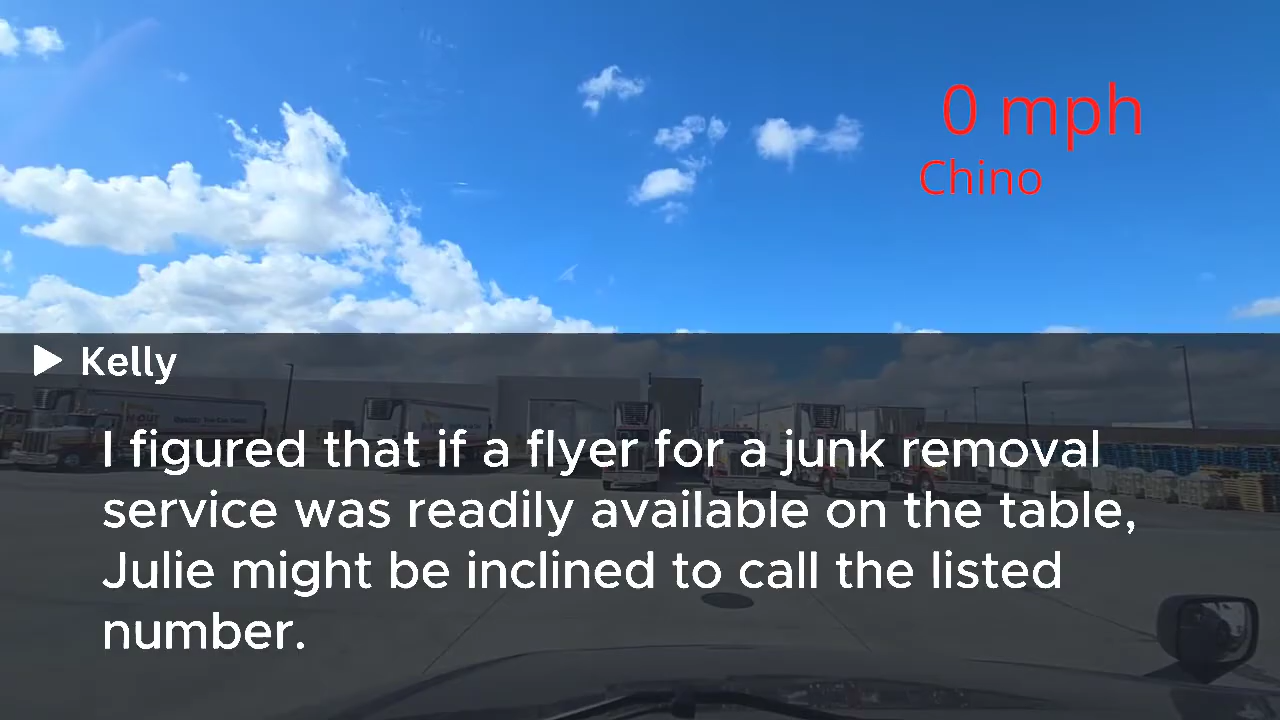 0 mph
Chino
Kelly
I figured that if a flyer for a junk removal
service was readily available on the table,
Julie might be inclined to call the listed
number.